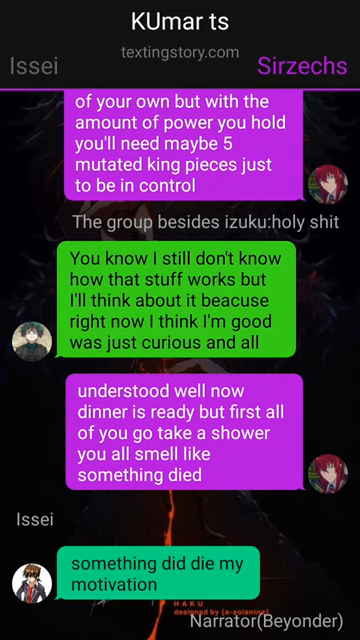 KUmar ts
textingstory.com
Issei
Sirzechs
of your own but with the
amount of power you hold
you'll need maybe 5
mutated king pieces just
to be in control
The group besides izuku:holy shit
You know I still don't know
how that stuff works but
I'll think about it beacuse
right now I think I'm good
was just curious and all
understood well now
dinner is ready but first all
of you go take a shower
you all smell like
something died
Issei
something did die my
motivation
HAKU
designed by [a-solanine]
Narrator(Beyonder)